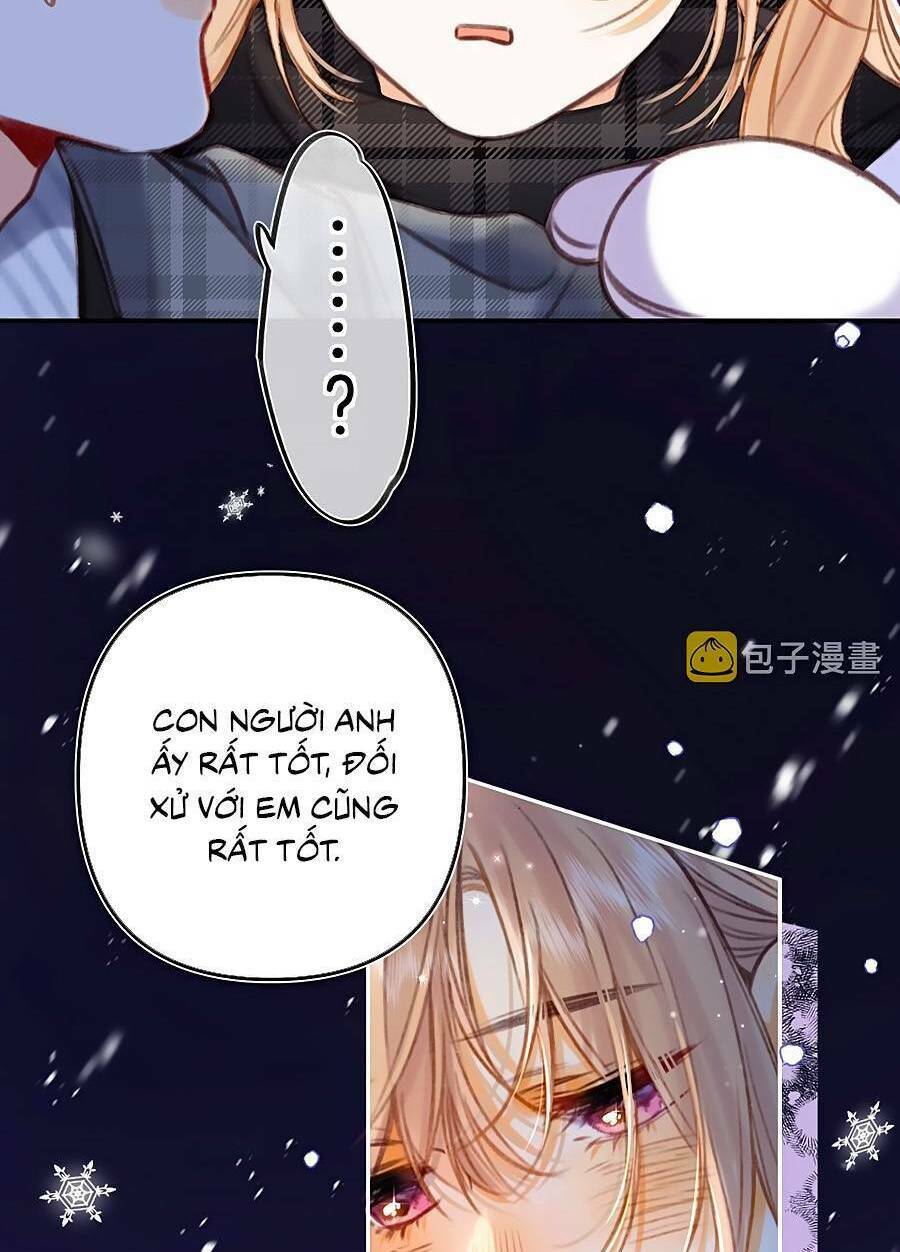 ......?
包子漫畫
CON NGƯỜI ANH
ẤY RẤT TỐT, ĐỐI
XỬ VỚI EM CŨNG
RẤT TỐT.